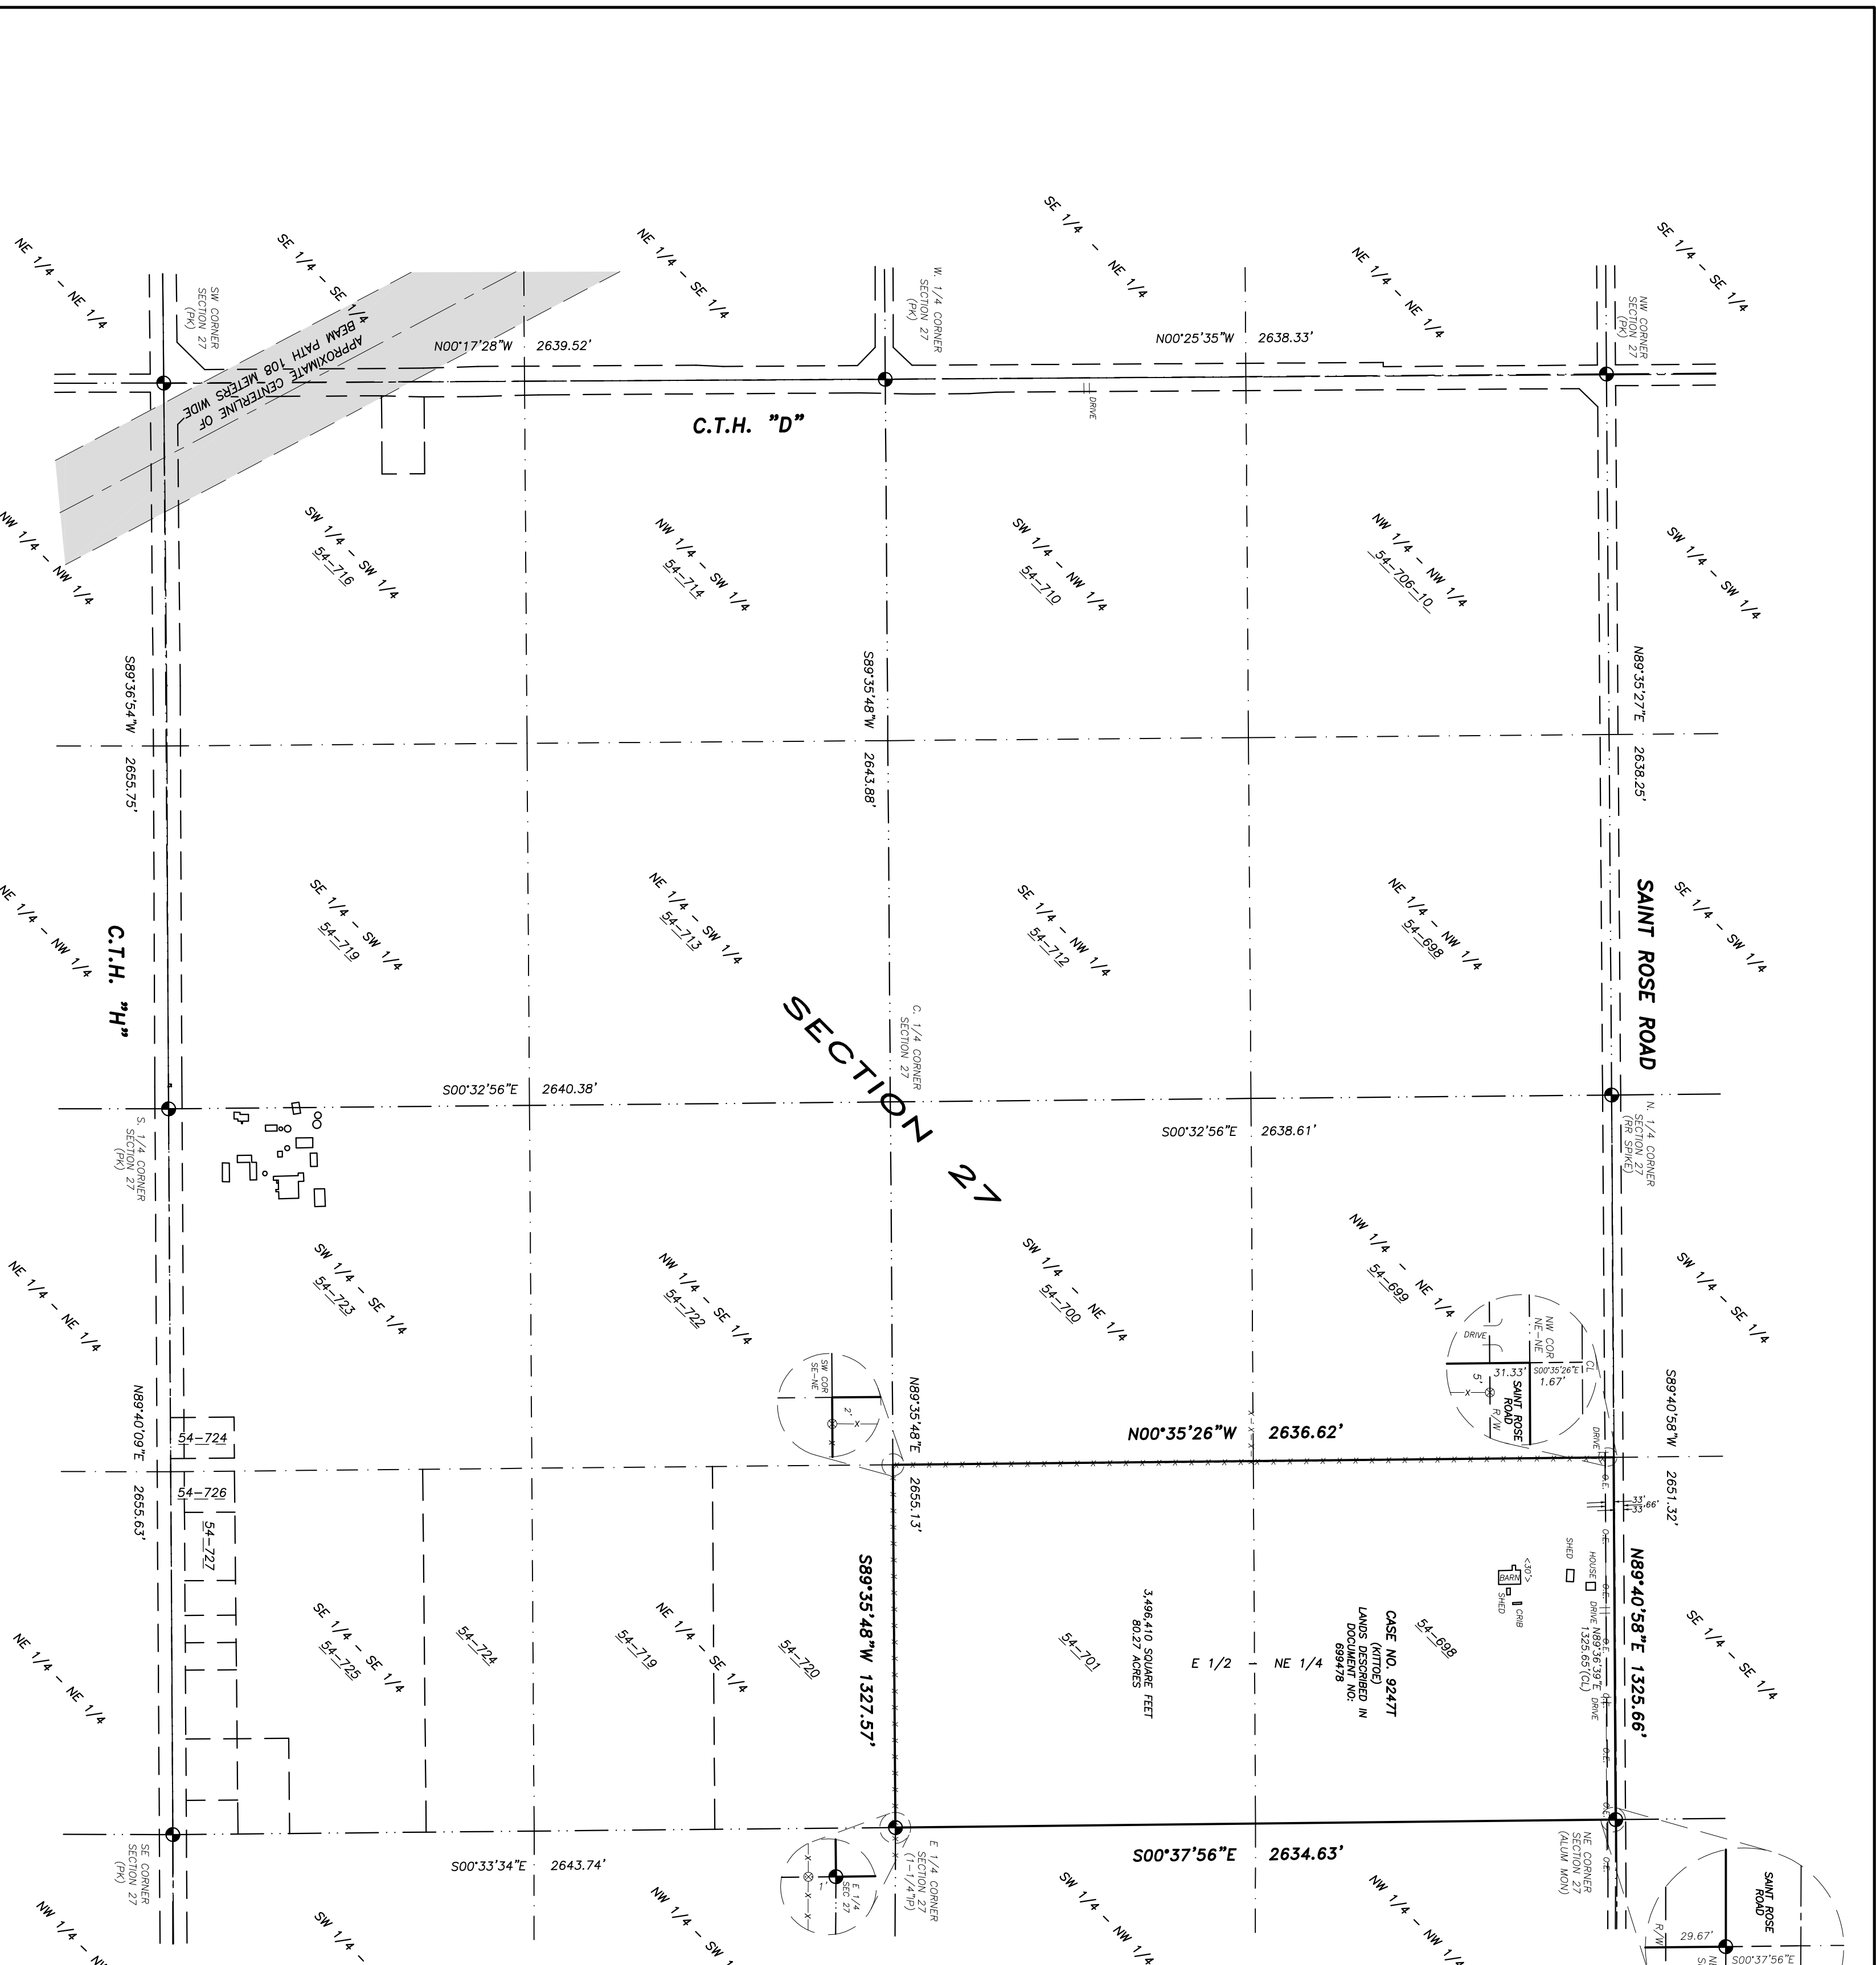 NE 1/4 - NE 1/4
SE 1/4 - SE 1/4
NE 1/4 - SE 1/4
SE 1/4 - NE 1/4
NE 1/4 - NE 1/4
SE 1/4 - SE 1/4
SW CORNER
SECTION 27
(PK)
W. 1/4 CORNER
SECTION 27
(PK)
NW CORNER
SECTION 27
(PK)
APPROXIMATE CENTERLINE OF
BEAM PATH 108 METERS WIDE
N00°17'28"W 2639.52'
N00°25'35"W 2638.33'
C.T.H. "D"
DRIVE
NW 1/4 - NW 1/4
SW 1/4 - SW 1/4
54-716
NW 1/4 - SW 1/4
54-714
SW 1/4 - NW 1/4
54-710
NW 1/4 - NW 1/4
54-706-10
SW 1/4 - SW 1/4
S89°36'54"W 2655.75'
S89°35'48"W 2643.88'
N89°35'27"E 2638.25'
NE 1/4 - NW 1/4
C.T.H. "H"
SE 1/4 - SW 1/4
54-719
NE 1/4 - SW 1/4
54-713
SE 1/4 - NW 1/4
54-712
NE 1/4 - NW 1/4
54-698
SAINT ROSE ROAD
SE 1/4 - SW 1/4
SECTION 27
C. 1/4 CORNER
SECTION 27
S00°32'56"E 2640.38'
S00°32'56"E 2638.61'
S. 1/4 CORNER
SECTION 27
(PK)
N. 1/4 CORNER
SECTION 27
(RR SPIKE)
NE 1/4 - NE 1/4
SW 1/4 - SE 1/4
54-723
NW 1/4 - SE 1/4
54-722
SW 1/4 - NE 1/4
54-700
NW 1/4 - NE 1/4
54-699
SW 1/4 - SE 1/4
SW COR
SE-NE
2'
NW COR
NE-NE
DRIVE
CL
31.33'
S00°35'26"E
1.67'
5'
SAINT ROSE
ROAD
R/W
N89°40'09"E 2655.63'
N89°35'48"E 2655.13'
S89°40'58"W 2651.32'
N00°35'26"W 2636.62'
DRIVE
54-724
54-726
54-727
33'
33'
66'
O.E.
O.E.
SHED
HOUSE
O.E.
DRIVE
<30'>
BARN
SHED
CRIB
N89°36'39"E
1325.65'(CL)
N89°40'58"E 1325.66'
O.E.
O.E.
DRIVE
O.E.
O.E.
O.E.
SE 1/4 - SE 1/4
NE 1/4 - NE 1/4
SE 1/4 - SE 1/4
54-725
54-724
NE 1/4 - SE 1/4
54-719
54-720
S89°35'48"W 1327.57'
54-701
3,496,410 SQUARE FEET
80.27 ACRES
E 1/2 - NE 1/4
CASE NO. 9247T
(KITTOE)
LANDS DESCRIBED IN
DOCUMENT NO:
699478
54-698
SE CORNER
SECTION 27
(PK)
S00°33'34"E 2643.74'
E 1/4
SEC 27
1'
E 1/4 CORNER
SECTION 27
(1-1/4"IP)
S00°37'56"E 2634.63'
NE CORNER
SECTION 27
(ALUM MON)
SAINT ROSE
ROAD
R/W
29.67'
S00°37'56"E
SW 1/4 -
NW 1/4 - SW
SW 1/4 - NW 1/4
NW 1/4 - NW 1/4